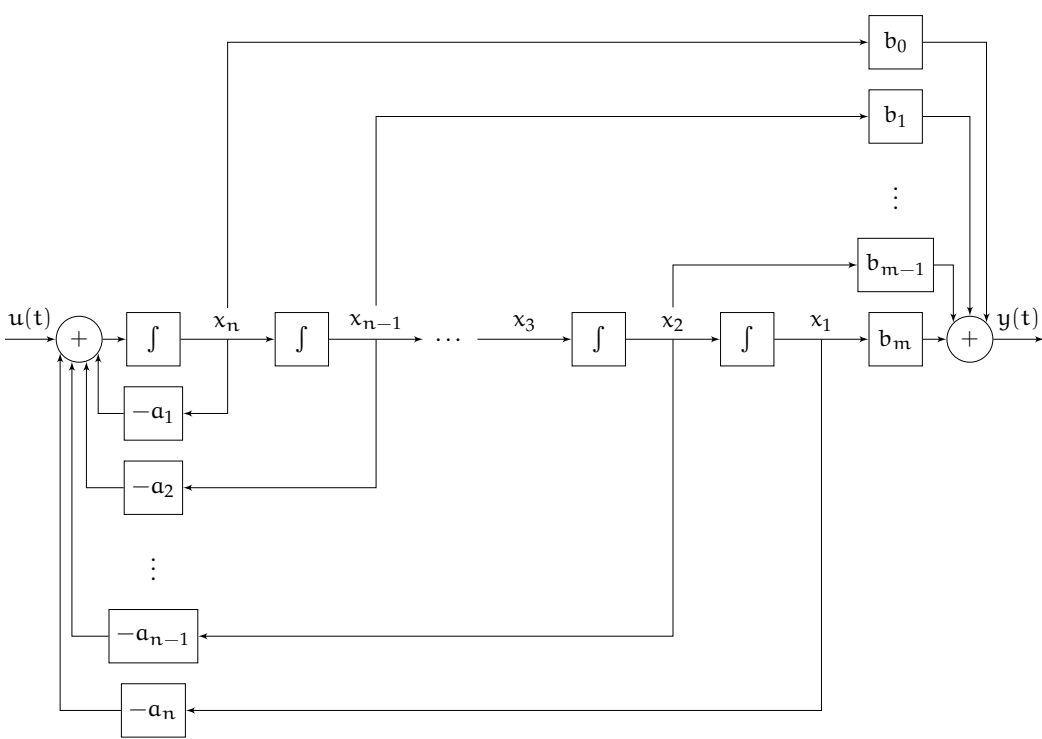 b₀
b₁
⋮
bₘ₋₁
u(t) + ∫ xₙ ∫ xₙ₋₁ ⋯ x₃ ∫ x₂ ∫ x₁ bₘ + y(t)
−a₁
−a₂
⋮
−aₙ₋₁
−aₙ